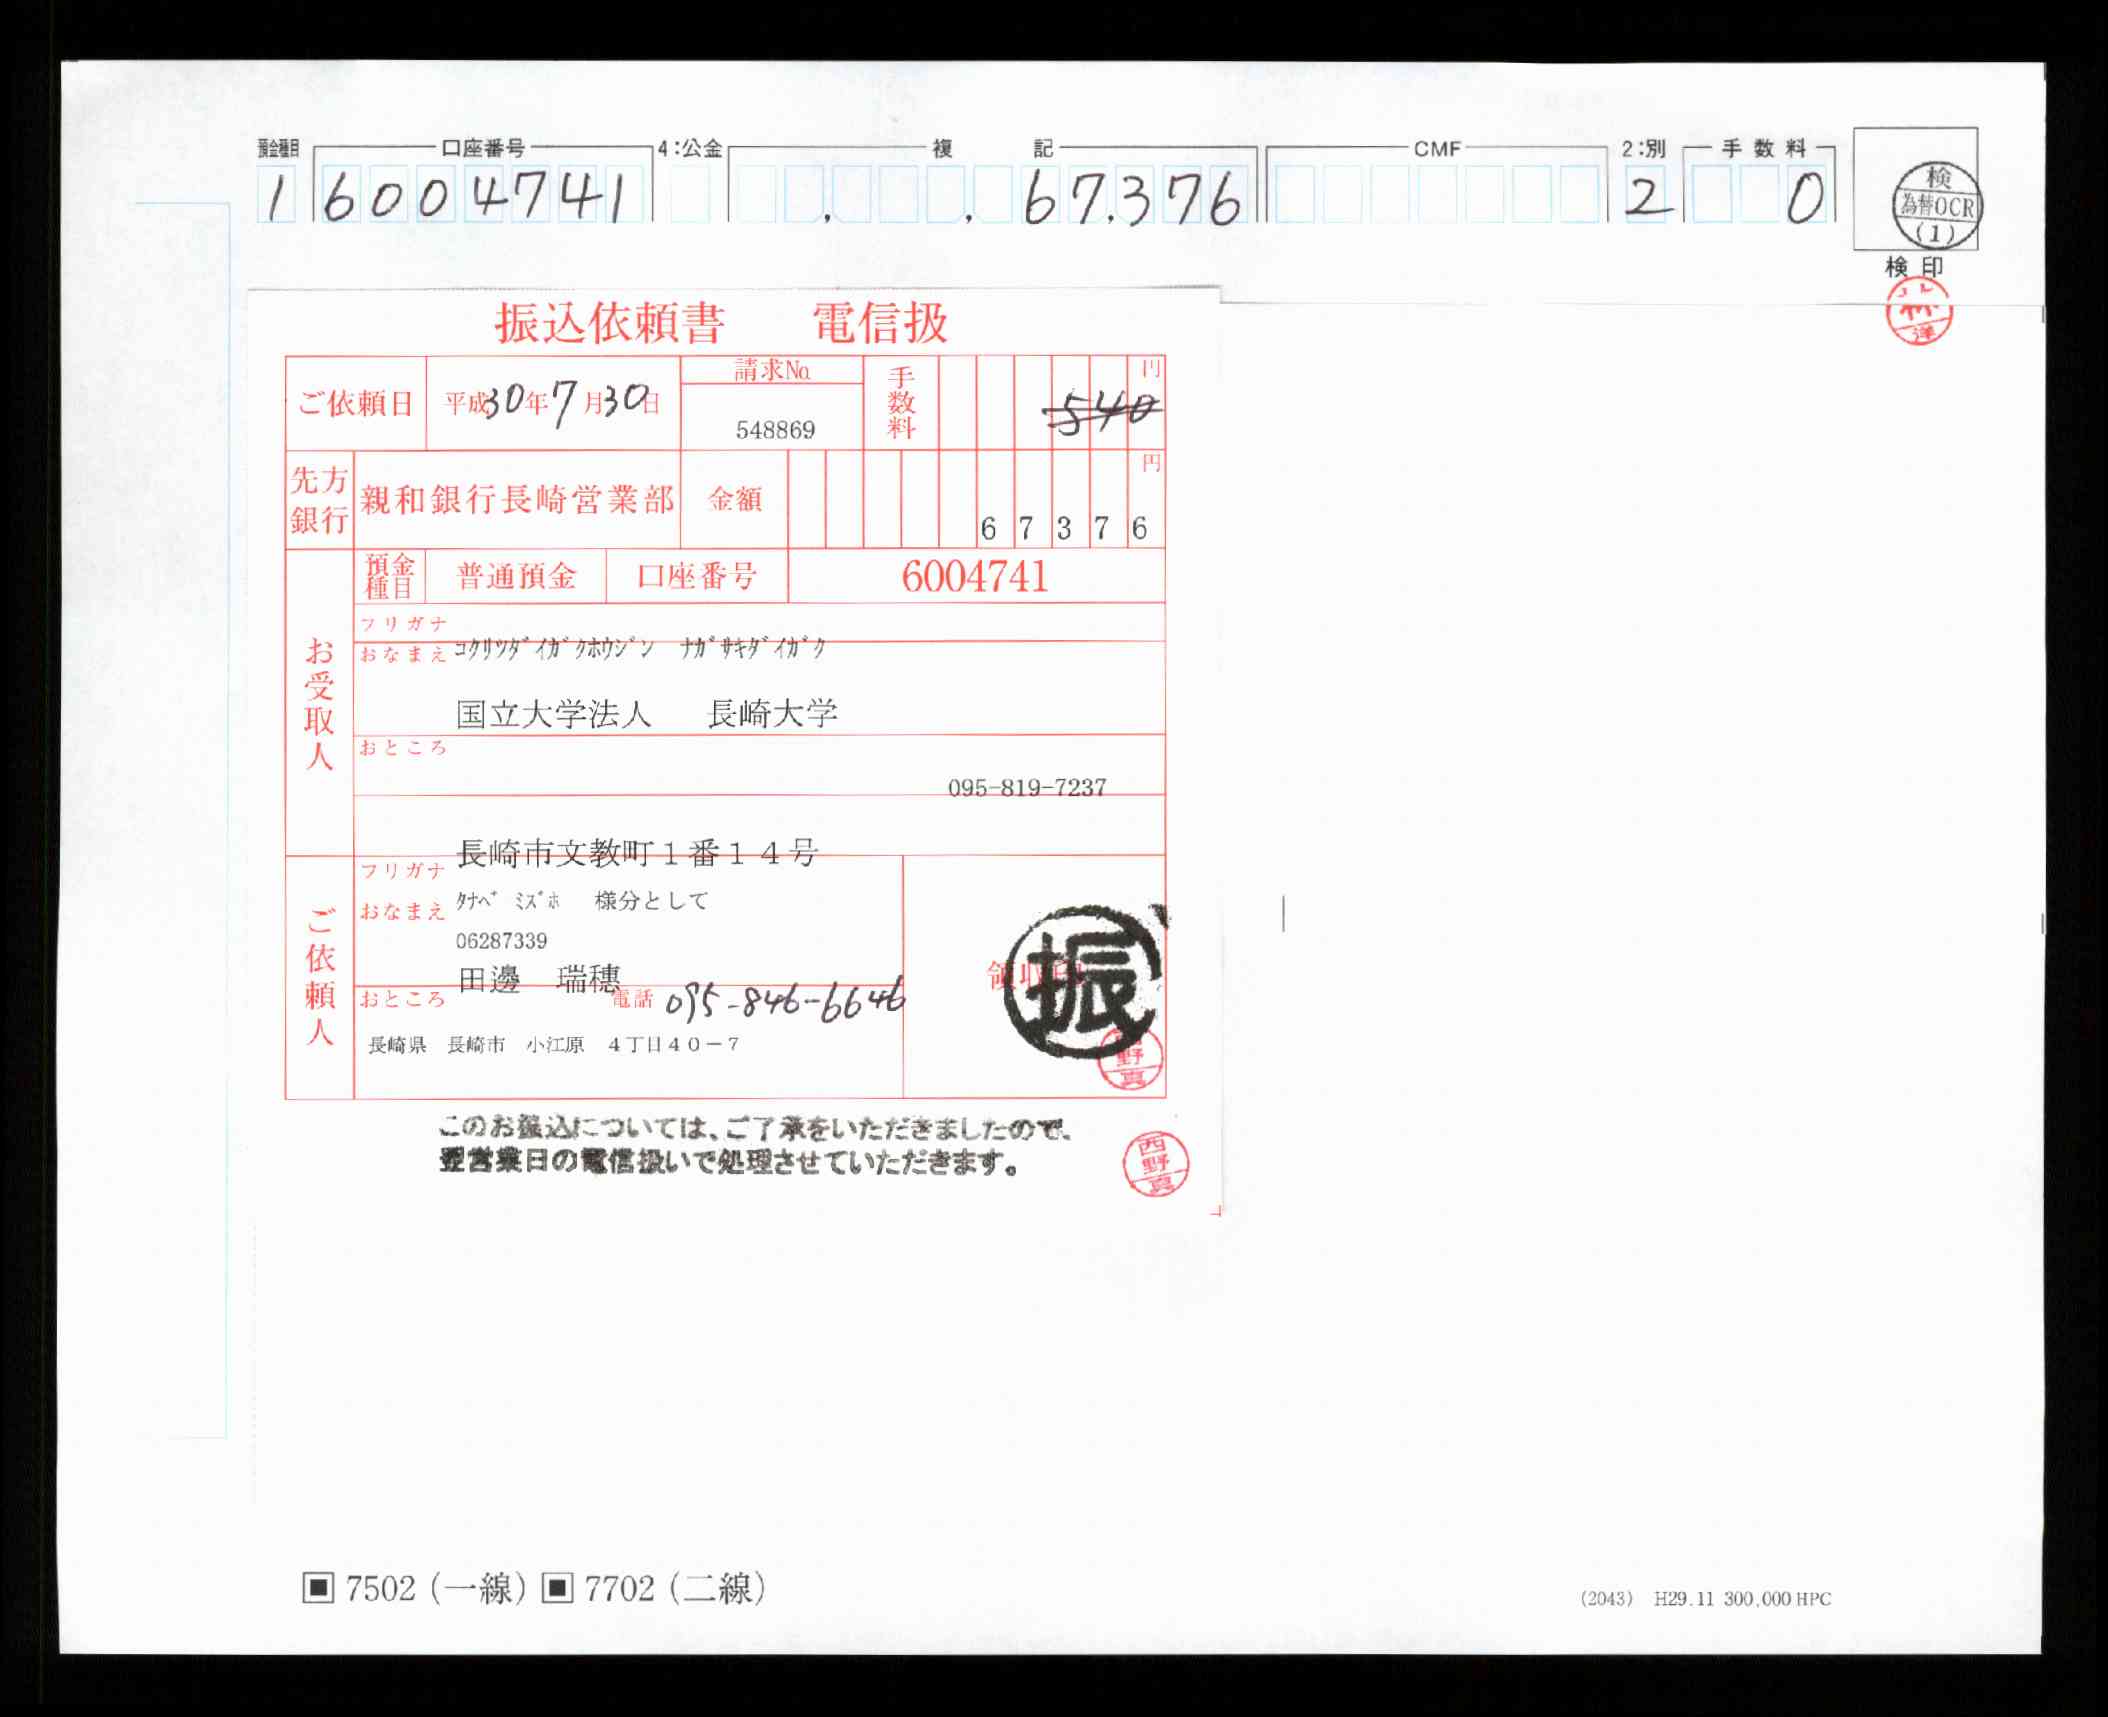 預金種目 口座番号 4:公金 複 記 CMF 2:別 手数料
1 6004741 67,376 2 0
検
為替OCR
(1)
検印
振込依頼書 電信扱
ご依頼日 平成30年7月30日 請求No. 548869 手数料 540 円
先方銀行 親和銀行長崎営業部 金額 67376 円
お受取人
預金種目 普通預金 口座番号 6004741
フリガナ
おなまえ コクリツダイガクホウジン ナガサキダイガク
国立大学法人 長崎大学
おところ
095-819-7237
長崎市文教町1番14号
ご依頼人
フリガナ
おなまえ タナベ ミズホ 様分として
06287339
田邊 瑞穂
おところ 電話 095-846-6646
長崎県 長崎市 小江原 4丁目40-7
領収印
振
西野真
このお振込については、ご了承をいただきましたので、
翌営業日の電信扱いで処理させていただきます。
西野真
▣ 7502 (一線) ▣ 7702 (二線)
(2043) H29.11 300,000 HPC